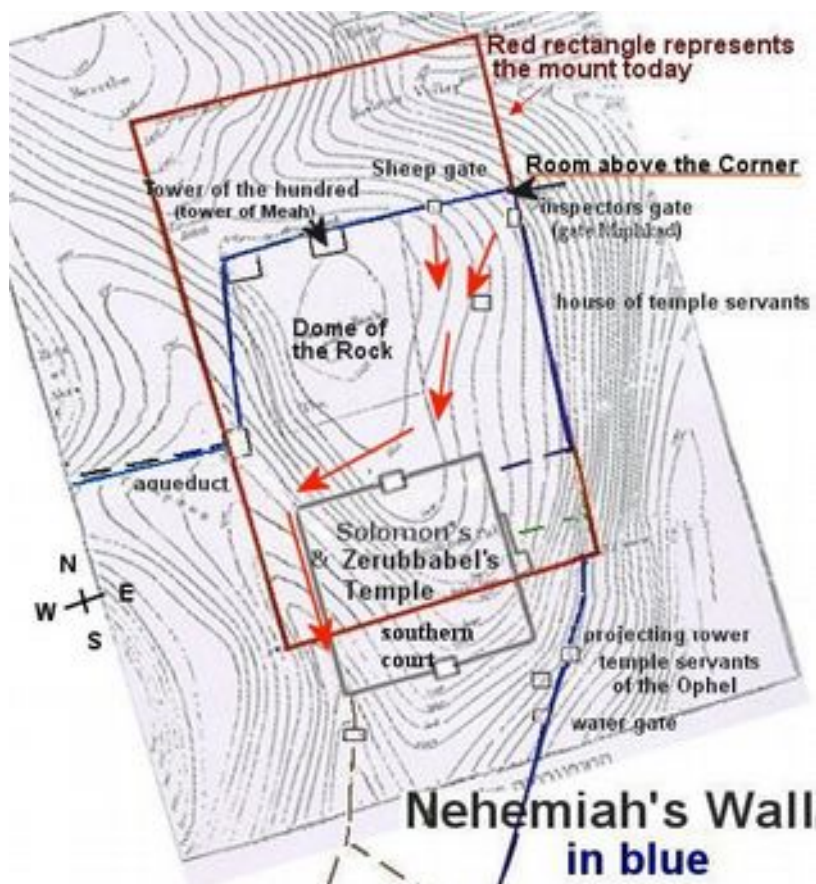 Red rectangle represents
the mount today
Sheep gate
Room above the Corner
Tower of the hundred
(tower of Meah)
inspectors gate
(gate Miphkad)
house of temple servants
Dome of
the Rock
aqueduct
Solomon's
& Zerubbabel's
Temple
N
W
E
S
southern
court
projecting tower
temple servants
of the Ophel
water gate
Nehemiah's Wall
in blue